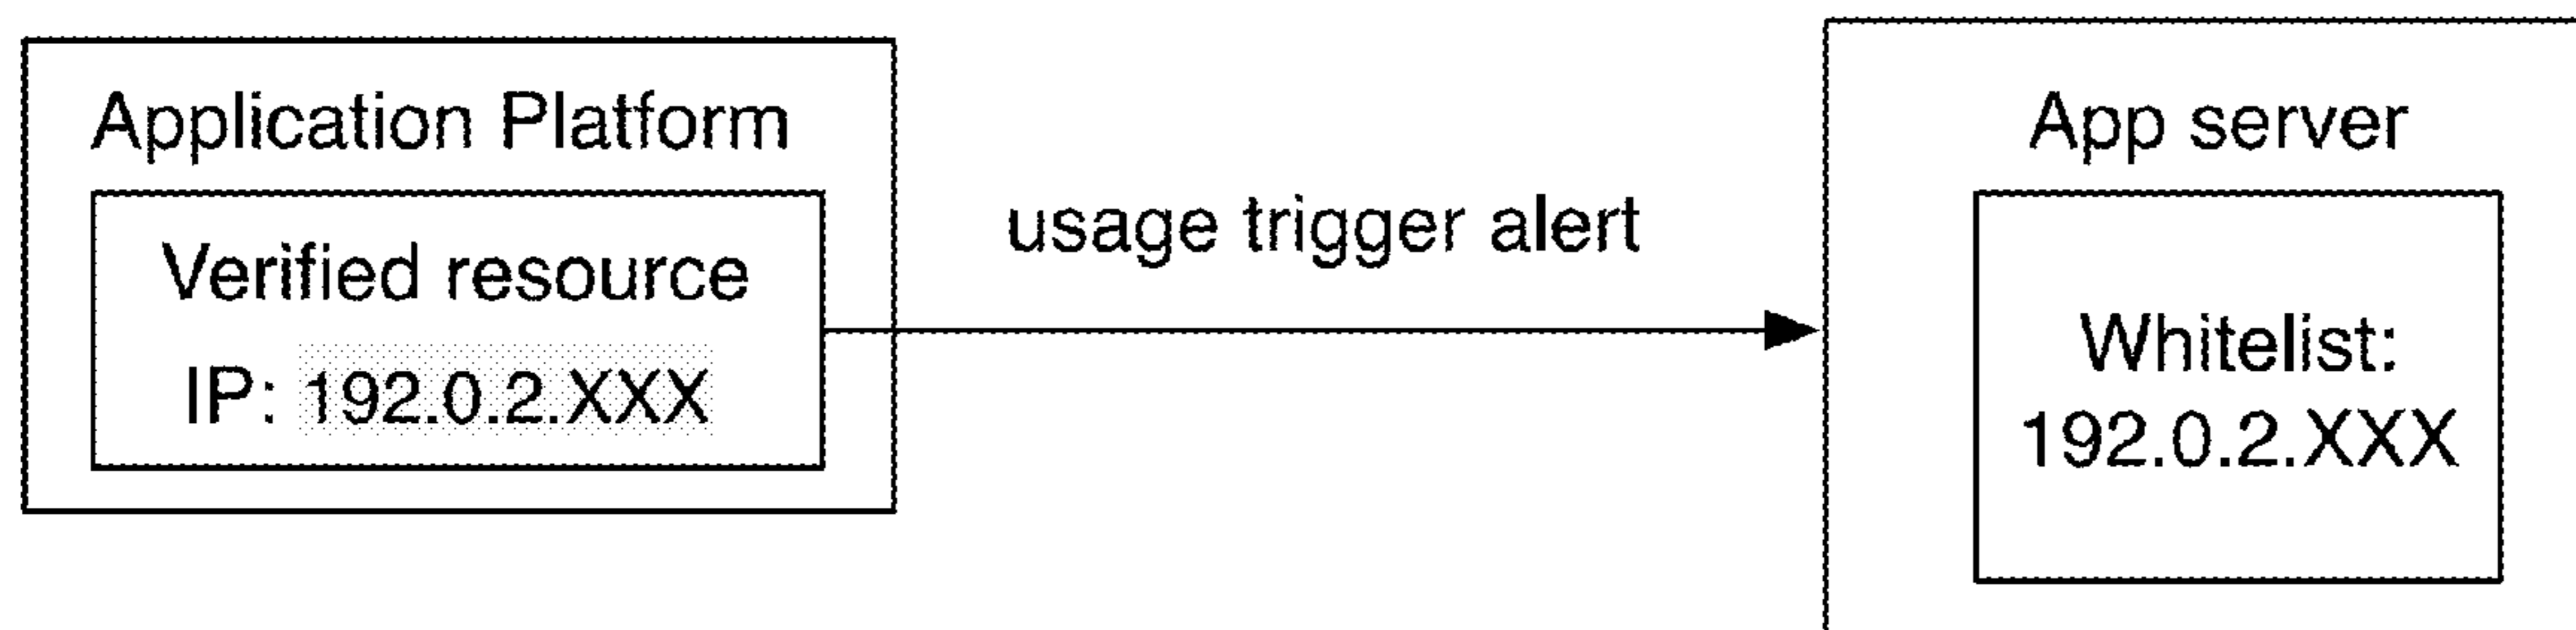 Application Platform
Verified resource
IP: 192.0.2.XXX
usage trigger alert
App server
Whitelist:
192.0.2.XXX